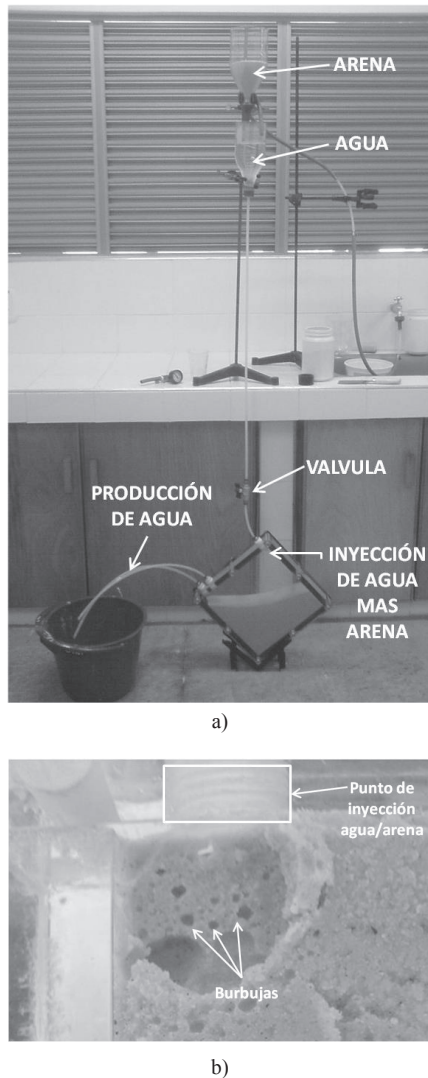 ARENA
AGUA
VALVULA
PRODUCCIÓN
DE AGUA
INYECCIÓN
DE AGUA
MAS
ARENA
a)
Punto de
inyección
agua/arena
Burbujas
b)